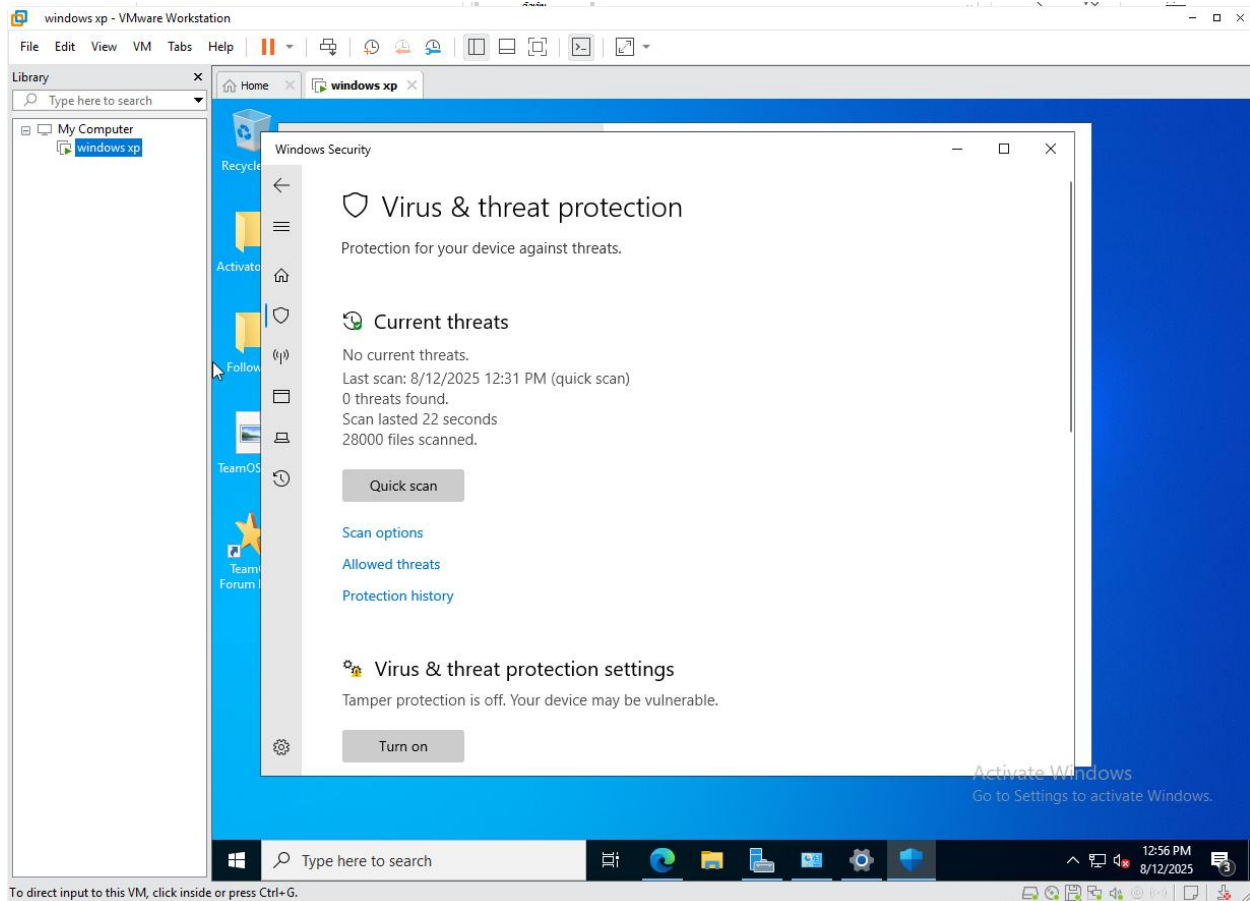 windows xp - VMware Workstation
File Edit View VM Tabs Help
Library
Type here to search
My Computer
windows xp
Home
windows xp
Recycle
Activato
Follow
TeamOS
Team
Forum
Windows Security
Virus & threat protection
Protection for your device against threats.
Current threats
No current threats.
Last scan: 8/12/2025 12:31 PM (quick scan)
0 threats found.
Scan lasted 22 seconds
28000 files scanned.
Quick scan
Scan options
Allowed threats
Protection history
Virus & threat protection settings
Tamper protection is off. Your device may be vulnerable.
Turn on
Activate Windows
Go to Settings to activate Windows.
Type here to search
12:56 PM
8/12/2025
3
To direct input to this VM, click inside or press Ctrl+G.